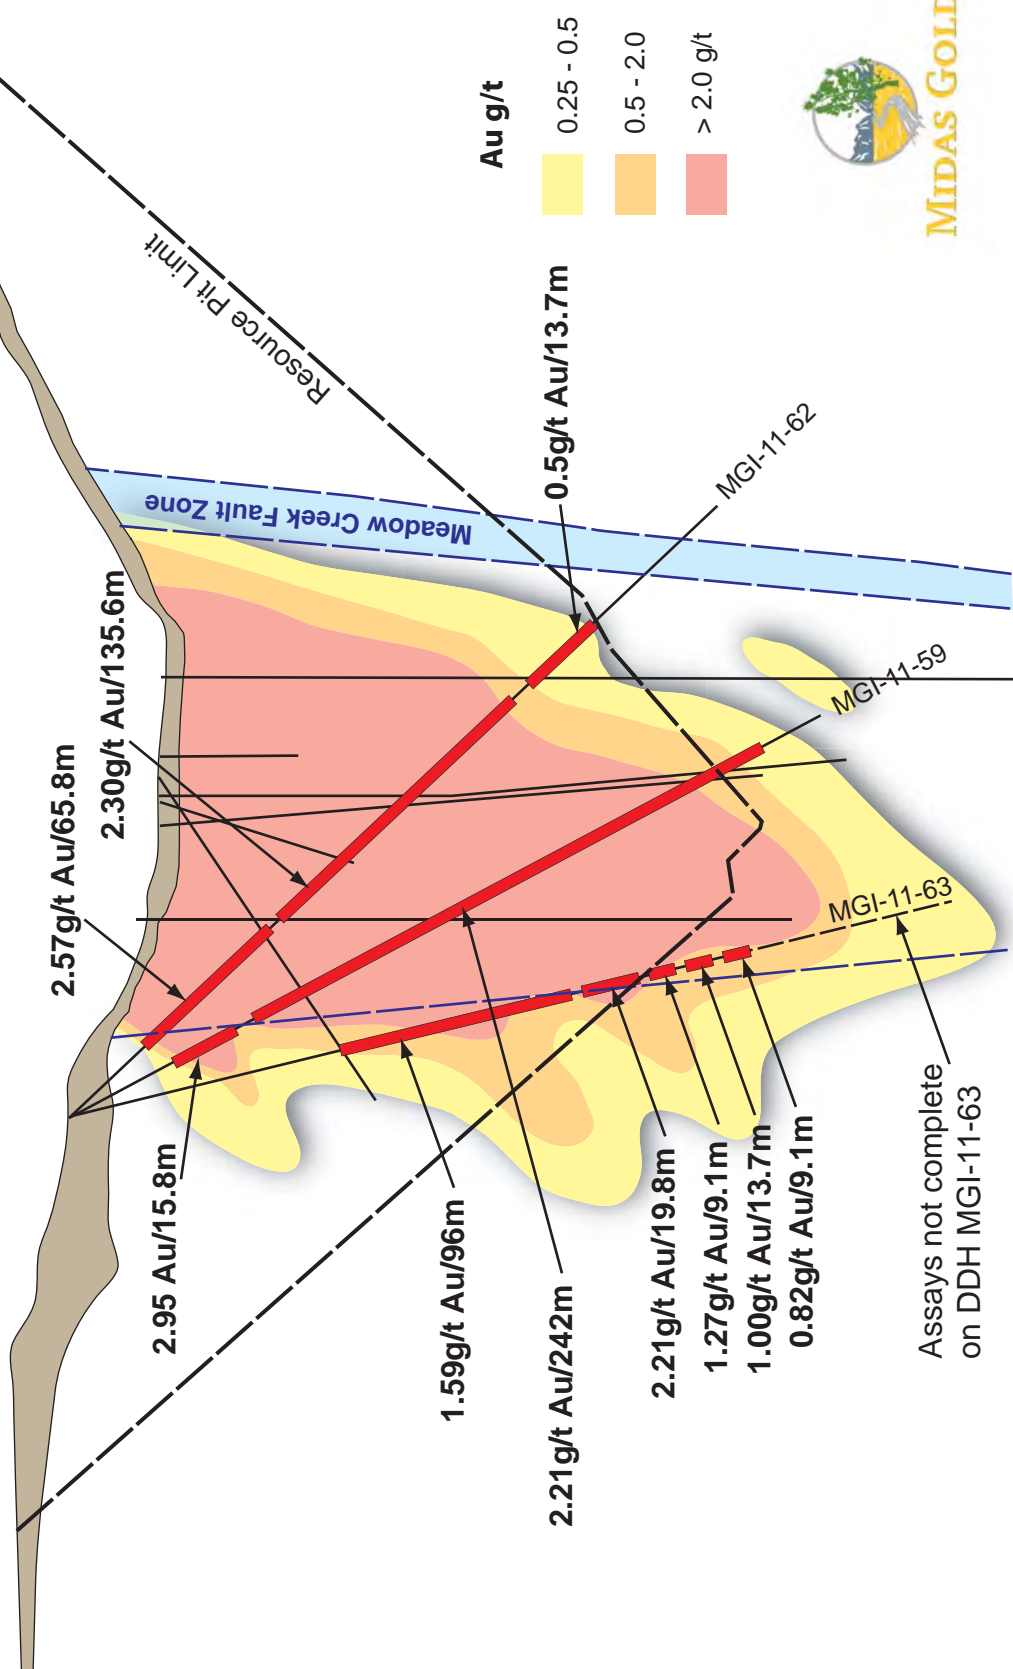 2.57g/t Au/65.8m
2.30g/t Au/135.6m
2.95 Au/15.8m
1.59g/t Au/96m
2.21g/t Au/242m
2.21g/t Au/19.8m
1.27g/t Au/9.1m
1.00g/t Au/13.7m
0.82g/t Au/9.1m
Assays not complete
on DDH MGI-11-63
MGI-11-63
MGI-11-59
MGI-11-62
0.5g/t Au/13.7m
Meadow Creek Fault Zone
Resource Pit Limit
Au g/t
0.25 - 0.5
0.5 - 2.0
> 2.0 g/t
MIDAS GOLD